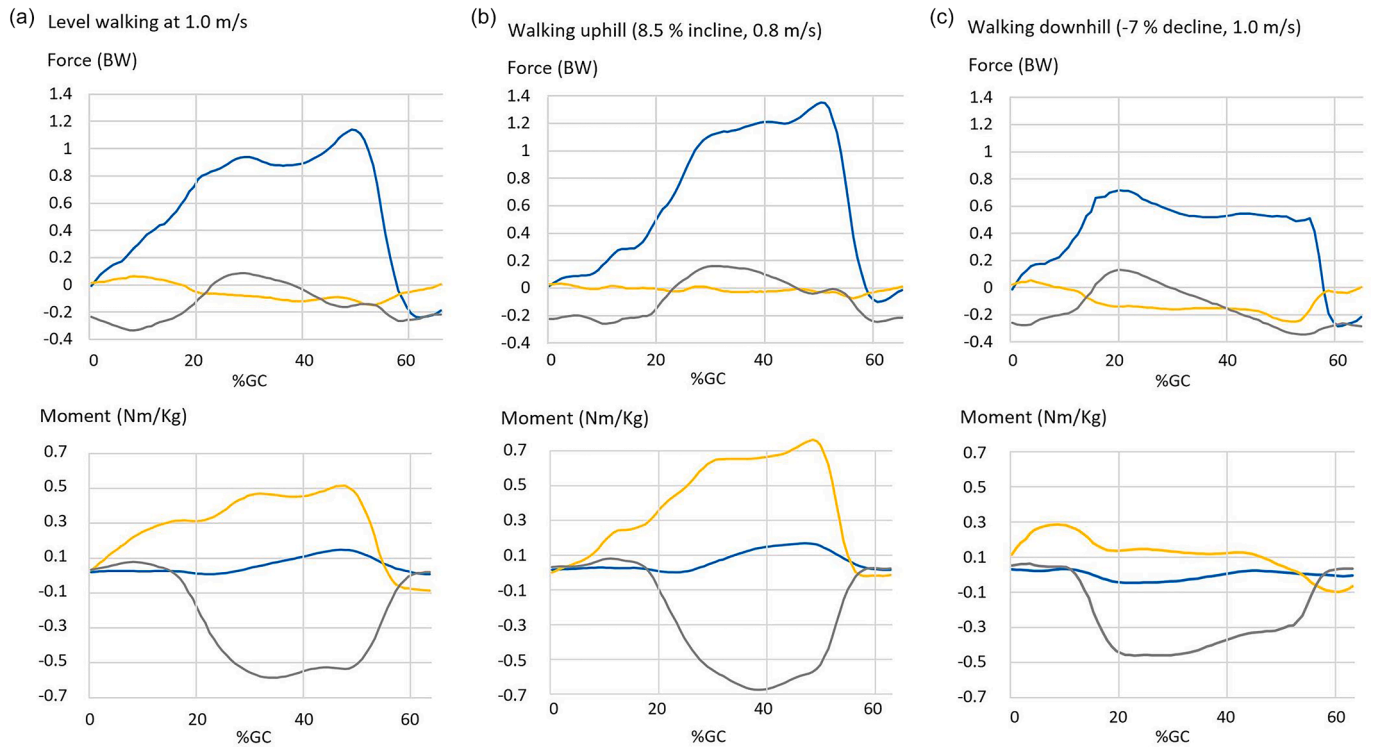 (a) Level walking at 1.0 m/s
Force (BW)
1.4
1.2
1
0.8
0.6
0.4
0.2
0
-0.2
-0.4
0 20 40 60
%GC
Moment (Nm/Kg)
0.7
0.5
0.3
0.1
-0.1
-0.3
-0.5
-0.7
0 20 40 60
%GC
(b) Walking uphill (8.5 % incline, 0.8 m/s)
Force (BW)
1.4
1.2
1
0.8
0.6
0.4
0.2
0
-0.2
-0.4
0 20 40 60
%GC
Moment (Nm/Kg)
0.7
0.5
0.3
0.1
-0.1
-0.3
-0.5
-0.7
0 20 40 60
%GC
(c) Walking downhill (-7 % decline, 1.0 m/s)
Force (BW)
1.4
1.2
1
0.8
0.6
0.4
0.2
0
-0.2
-0.4
0 20 40 60
%GC
Moment (Nm/Kg)
0.7
0.5
0.3
0.1
-0.1
-0.3
-0.5
-0.7
0 20 40 60
%GC